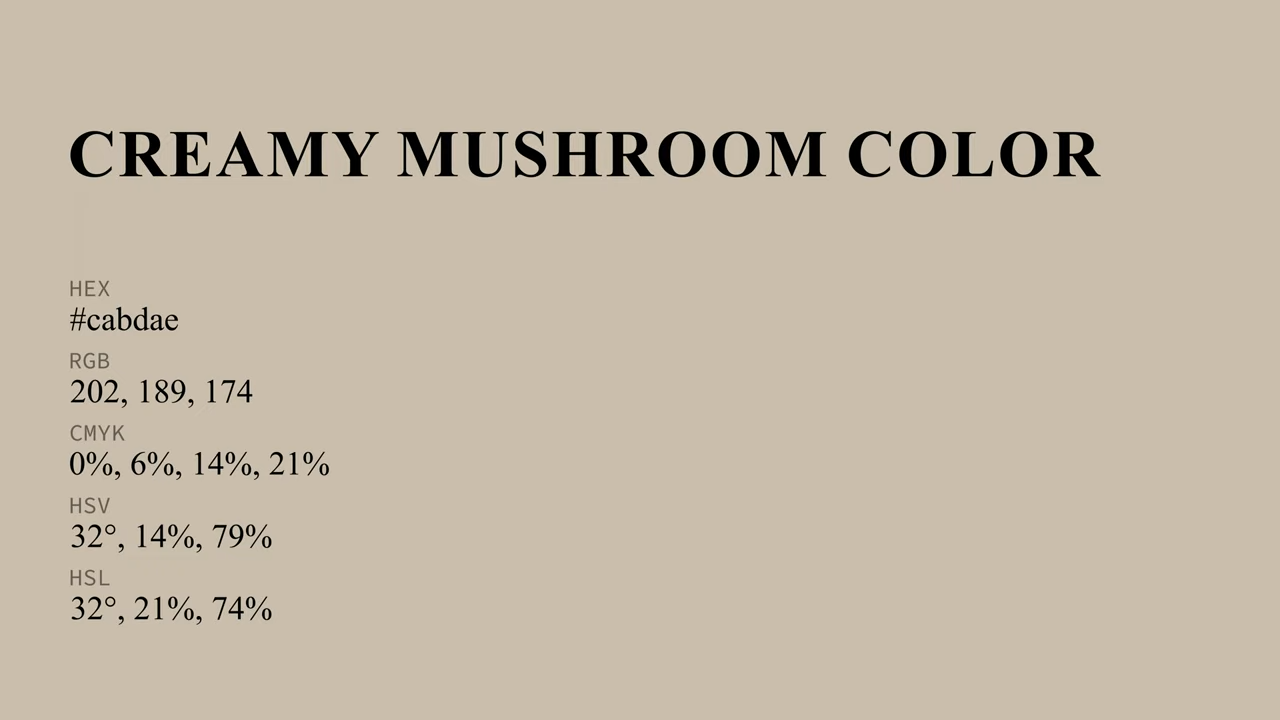 CREAMY MUSHROOM COLOR
HEX
#cabdae
RGB
202, 189, 174
CMYK
0%, 6%, 14%, 21%
HSV
32°, 14%, 79%
HSL
32°, 21%, 74%